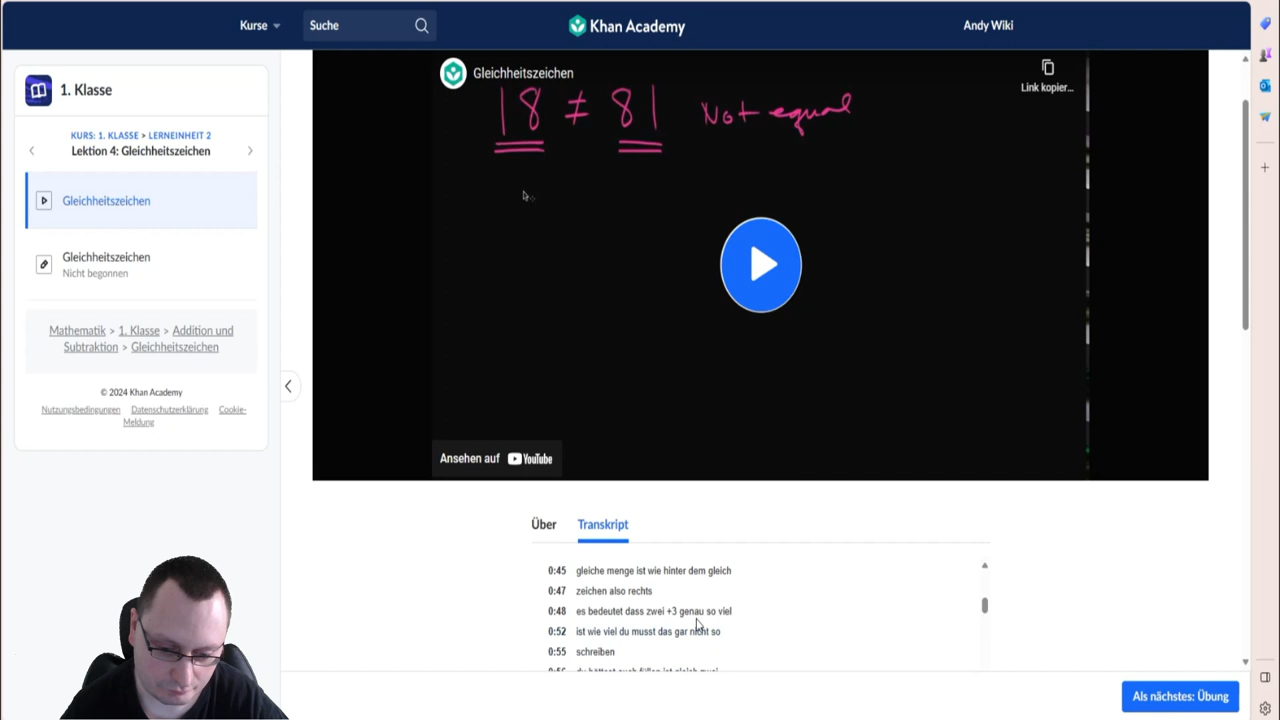 Kurse
Suche
Khan Academy
Andy Wiki
1. Klasse
KURS: 1. KLASSE > LERNEINHEIT 2
Lektion 4: Gleichheitszeichen
Gleichheitszeichen
Gleichheitszeichen
Nicht begonnen
Mathematik > 1. Klasse > Addition und
Subtraktion > Gleichheitszeichen
© 2024 Khan Academy
Nutzungsbedingungen Datenschutzerklärung Cookie-
Meldung
Gleichheitszeichen
Link kopier...
18 ≠ 81 Not equal
Ansehen auf YouTube
Über Transkript
0:45 gleiche menge ist wie hinter dem gleich
0:47 zeichen also rechts
0:48 es bedeutet dass zwei +3 genau so viel
0:52 ist wie viel du musst das gar nicht so
0:55 schreiben
Als nächstes: Übung